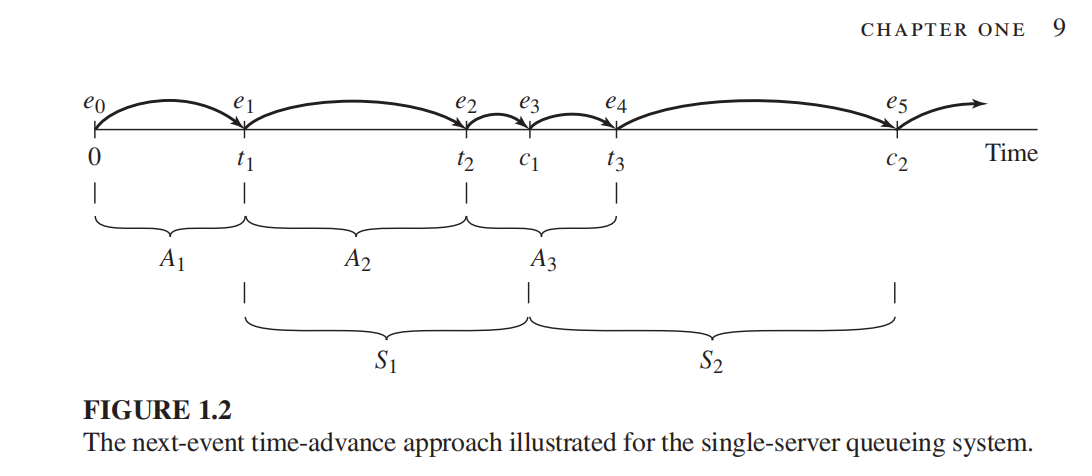 CHAPTER ONE 9
e0 e1 e2 e3 e4 e5
0 t1 t2 c1 t3 c2 Time
A1 A2 A3
S1 S2
FIGURE 1.2
The next-event time-advance approach illustrated for the single-server queueing system.